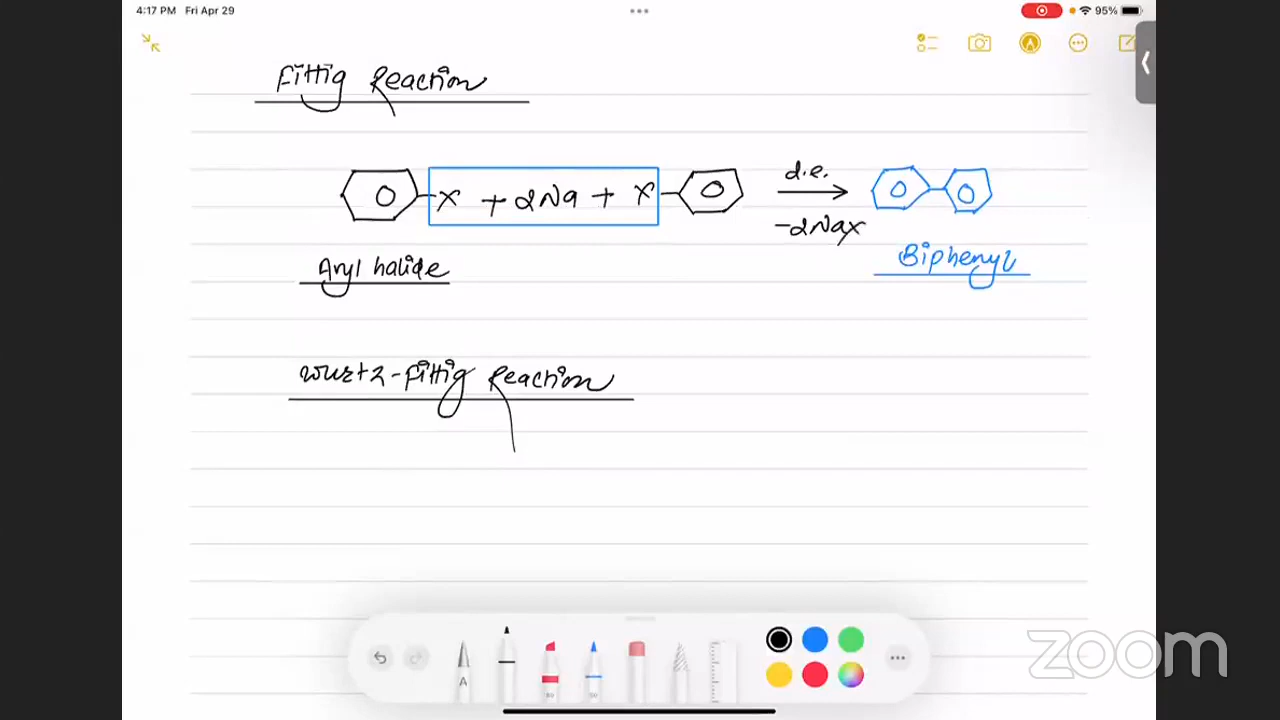 4:17 PM Fri Apr 29
95%
Fittig Reaction
X + 2Na + X
d.e.
-2NaX
Aryl halide
Biphenyl
Wurtz-Fittig Reaction
A
zoom